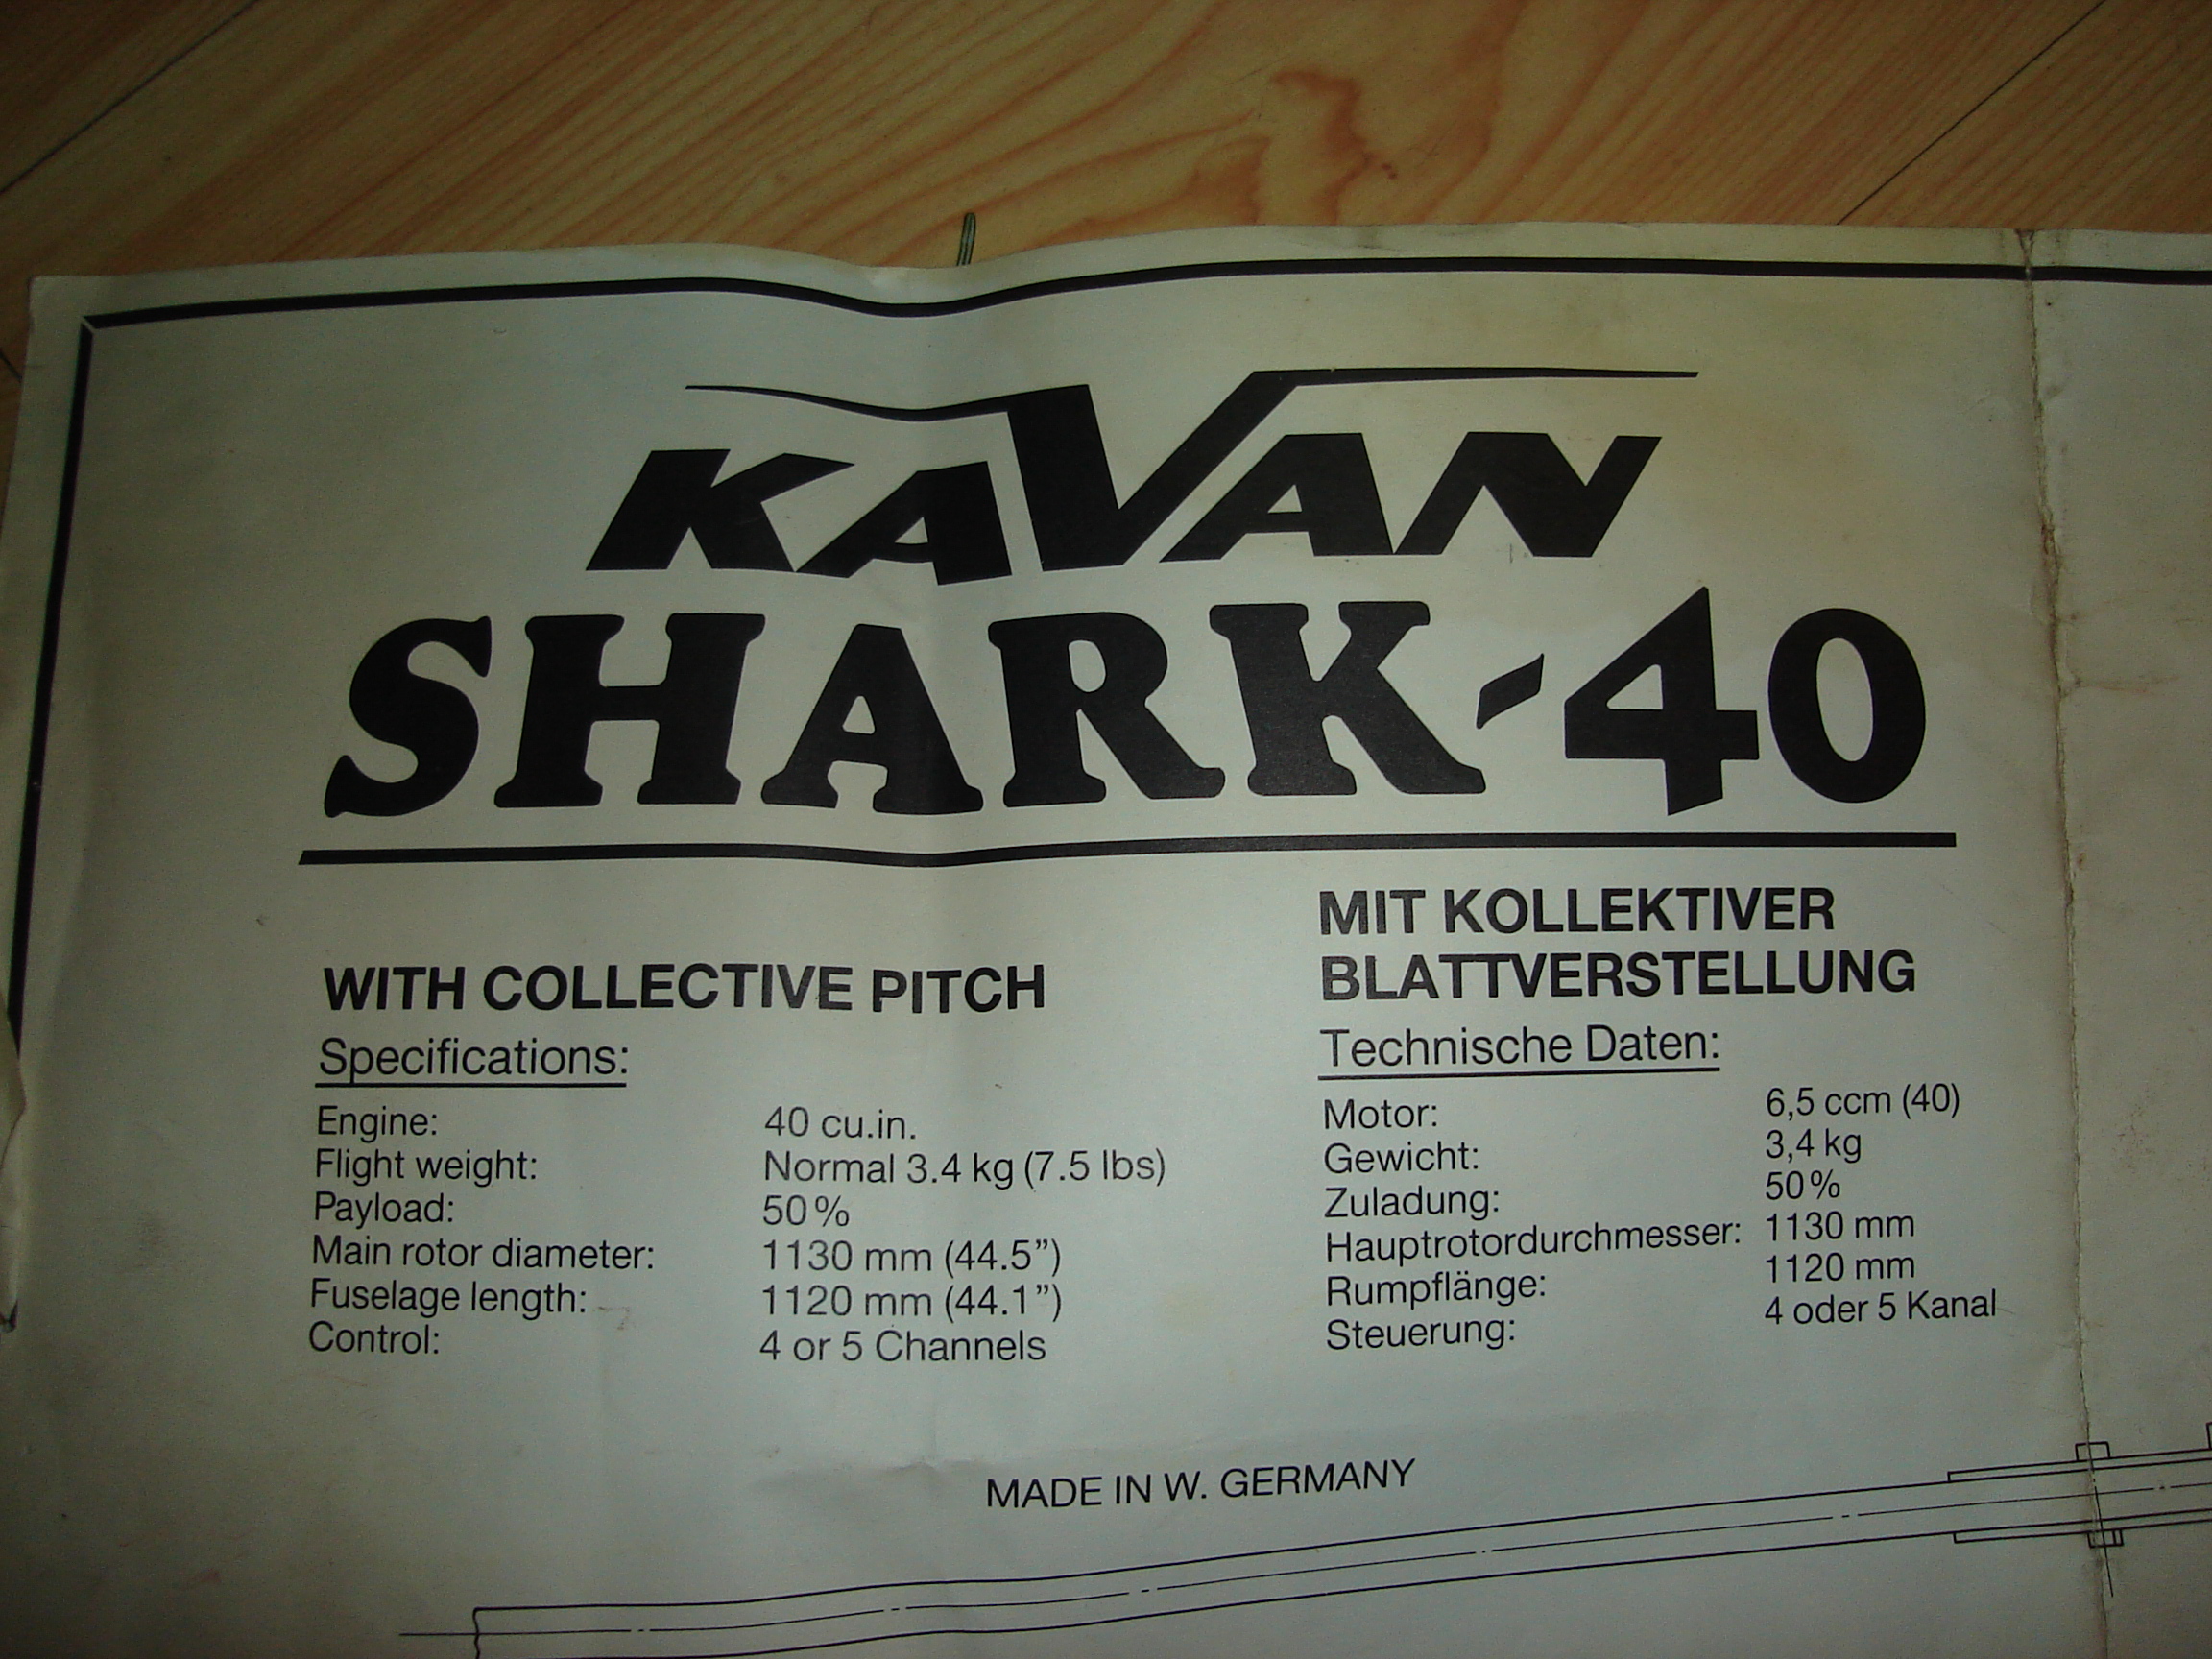 KAVAN
SHARK-40
WITH COLLECTIVE PITCH
Specifications:
Engine: 40 cu.in.
Flight weight: Normal 3.4 kg (7.5 lbs)
Payload: 50%
Main rotor diameter: 1130 mm (44.5”)
Fuselage length: 1120 mm (44.1”)
Control: 4 or 5 Channels
MIT KOLLEKTIVER
BLATTVERSTELLUNG
Technische Daten:
Motor: 6,5 ccm (40)
Gewicht: 3,4 kg
Zuladung: 50%
Hauptrotordurchmesser: 1130 mm
Rumpflänge: 1120 mm
Steuerung: 4 oder 5 Kanal
MADE IN W. GERMANY